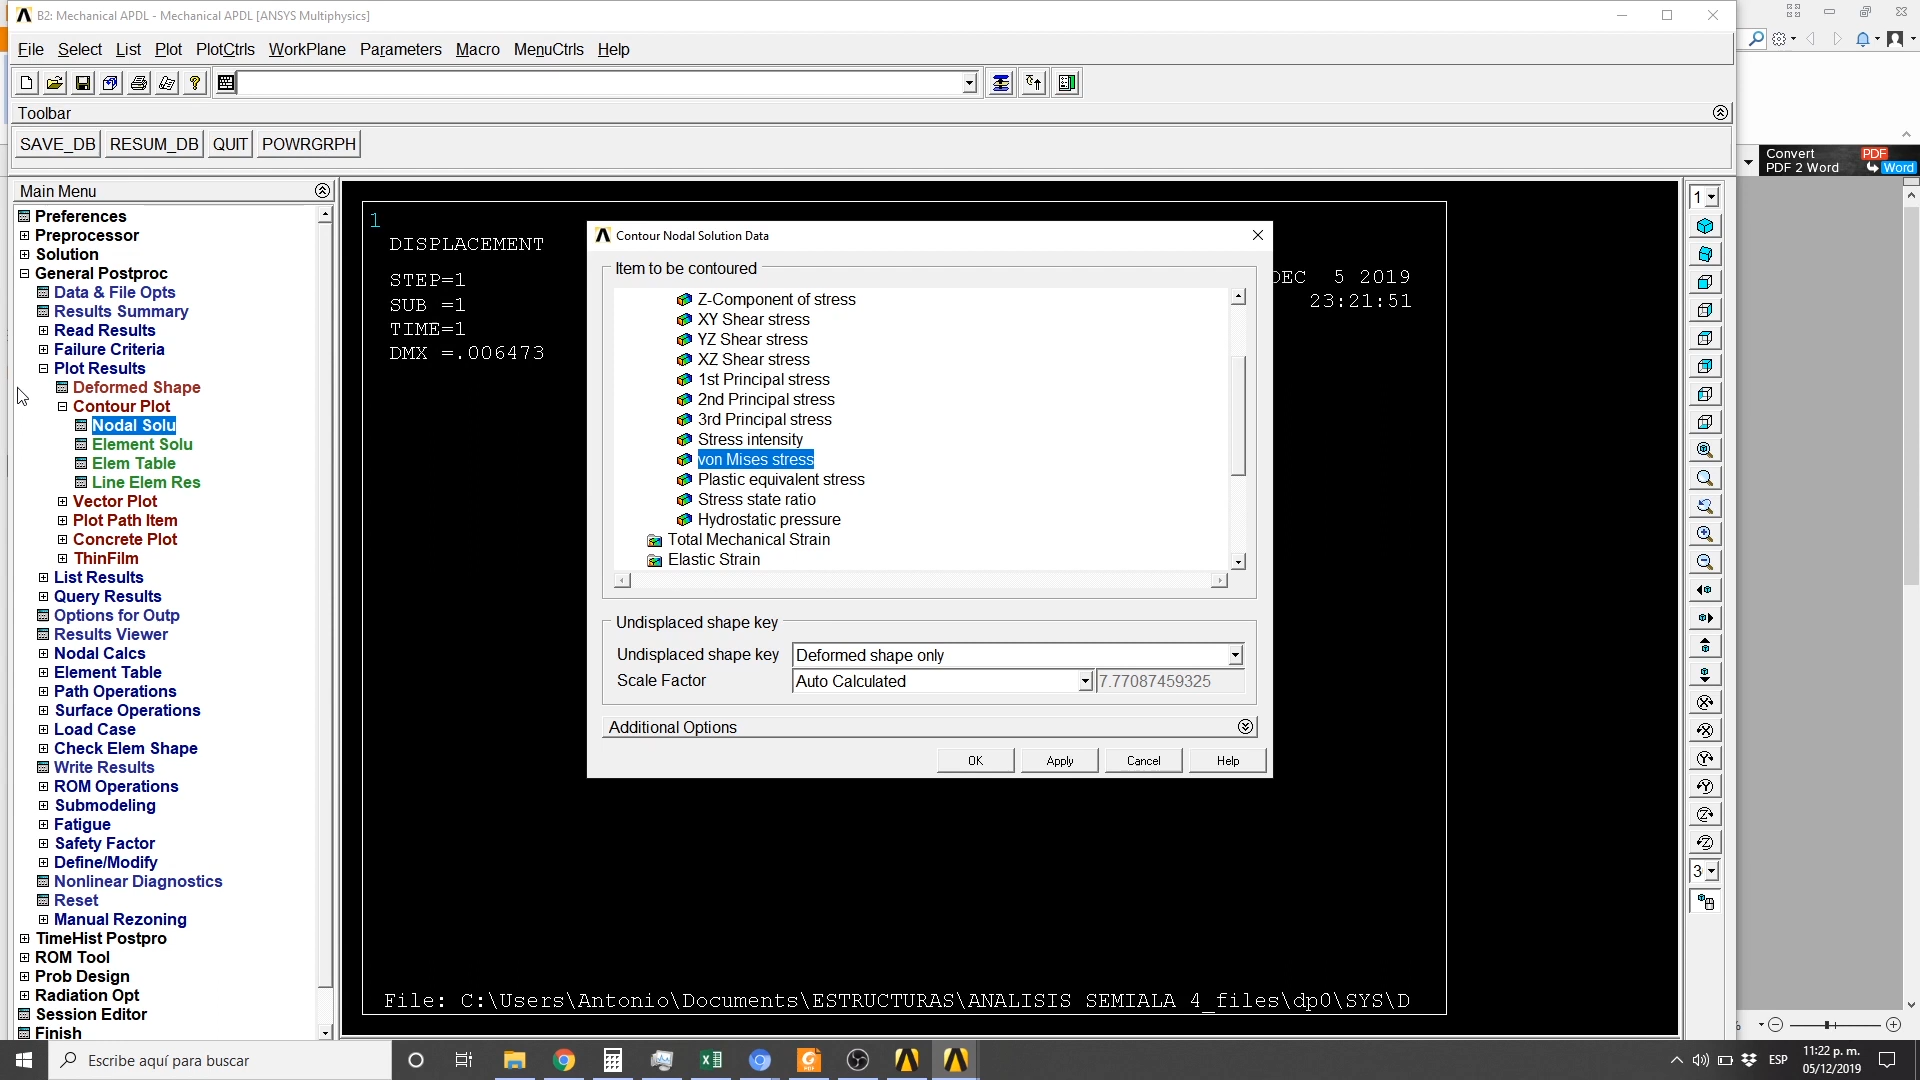 B2: Mechanical APDL - Mechanical APDL [ANSYS Multiphysics]
File Select List Plot PlotCtrls WorkPlane Parameters Macro MenuCtrls Help
Toolbar
SAVE_DB RESUM_DB QUIT POWRGRPH
Convert PDF
PDF 2 Word Word
Main Menu
Preferences
Preprocessor
Solution
General Postproc
Data & File Opts
Results Summary
Read Results
Failure Criteria
Plot Results
Deformed Shape
Contour Plot
Nodal Solu
Element Solu
Elem Table
Line Elem Res
Vector Plot
Plot Path Item
Concrete Plot
ThinFilm
List Results
Query Results
Options for Outp
Results Viewer
Nodal Calcs
Element Table
Path Operations
Surface Operations
Load Case
Check Elem Shape
Write Results
ROM Operations
Submodeling
Fatigue
Safety Factor
Define/Modify
Nonlinear Diagnostics
Reset
Manual Rezoning
TimeHist Postpro
ROM Tool
Prob Design
Radiation Opt
Session Editor
Finish
1
DISPLACEMENT
STEP=1
SUB =1
TIME=1
DMX =.006473
DEC 5 2019
23:21:51
Contour Nodal Solution Data
Item to be contoured
Z-Component of stress
XY Shear stress
YZ Shear stress
XZ Shear stress
1st Principal stress
2nd Principal stress
3rd Principal stress
Stress intensity
von Mises stress
Plastic equivalent stress
Stress state ratio
Hydrostatic pressure
Total Mechanical Strain
Elastic Strain
Undisplaced shape key
Undisplaced shape key Deformed shape only
Scale Factor Auto Calculated 7.77087459325
Additional Options
OK Apply Cancel Help
File: C:\Users\Antonio\Documents\ESTRUCTURAS\ANALISIS SEMIALA 4_files\dp0\SYS\D
1
3
Escribe aquí para buscar
ESP
11:22 p. m.
05/12/2019